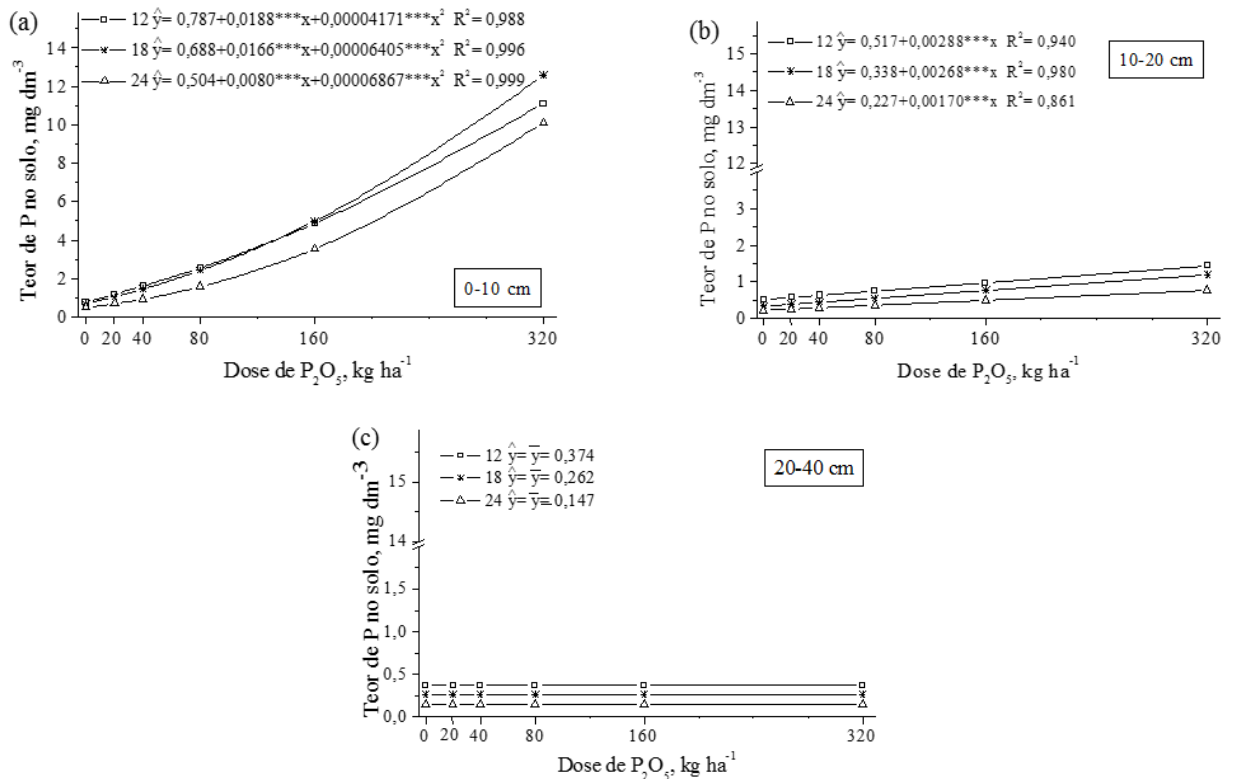 (a)
12 ŷ= 0,787+0,0188***x+0,00004171***x² R²= 0,988
18 ŷ= 0,688+0,0166***x+0,00006405***x² R²= 0,996
24 ŷ= 0,504+0,0080***x+0,00006867***x² R²= 0,999
Teor de P no solo, mg dm⁻³
14
12
10
8
6
4
2
0
0-10 cm
0 20 40 80 160 320
Dose de P₂O₅, kg ha⁻¹
(b)
12 ŷ= 0,517+0,00288***x R²= 0,940
18 ŷ= 0,338+0,00268***x R²= 0,980
24 ŷ= 0,227+0,00170***x R²= 0,861
10-20 cm
Teor de P no solo, mg dm⁻³
15
14
14
13
12
3
2
1
0
0 20 40 80 160 320
Dose de P₂O₅, kg ha⁻¹
(c)
12 ŷ= y̅= 0,374
18 ŷ= y̅= 0,262
24 ŷ= y̅= 0,147
20-40 cm
Teor de P no solo, mg dm⁻³
15
14
1,5
1,0
0,5
0,0
0 20 40 80 160 320
Dose de P₂O₅, kg ha⁻¹